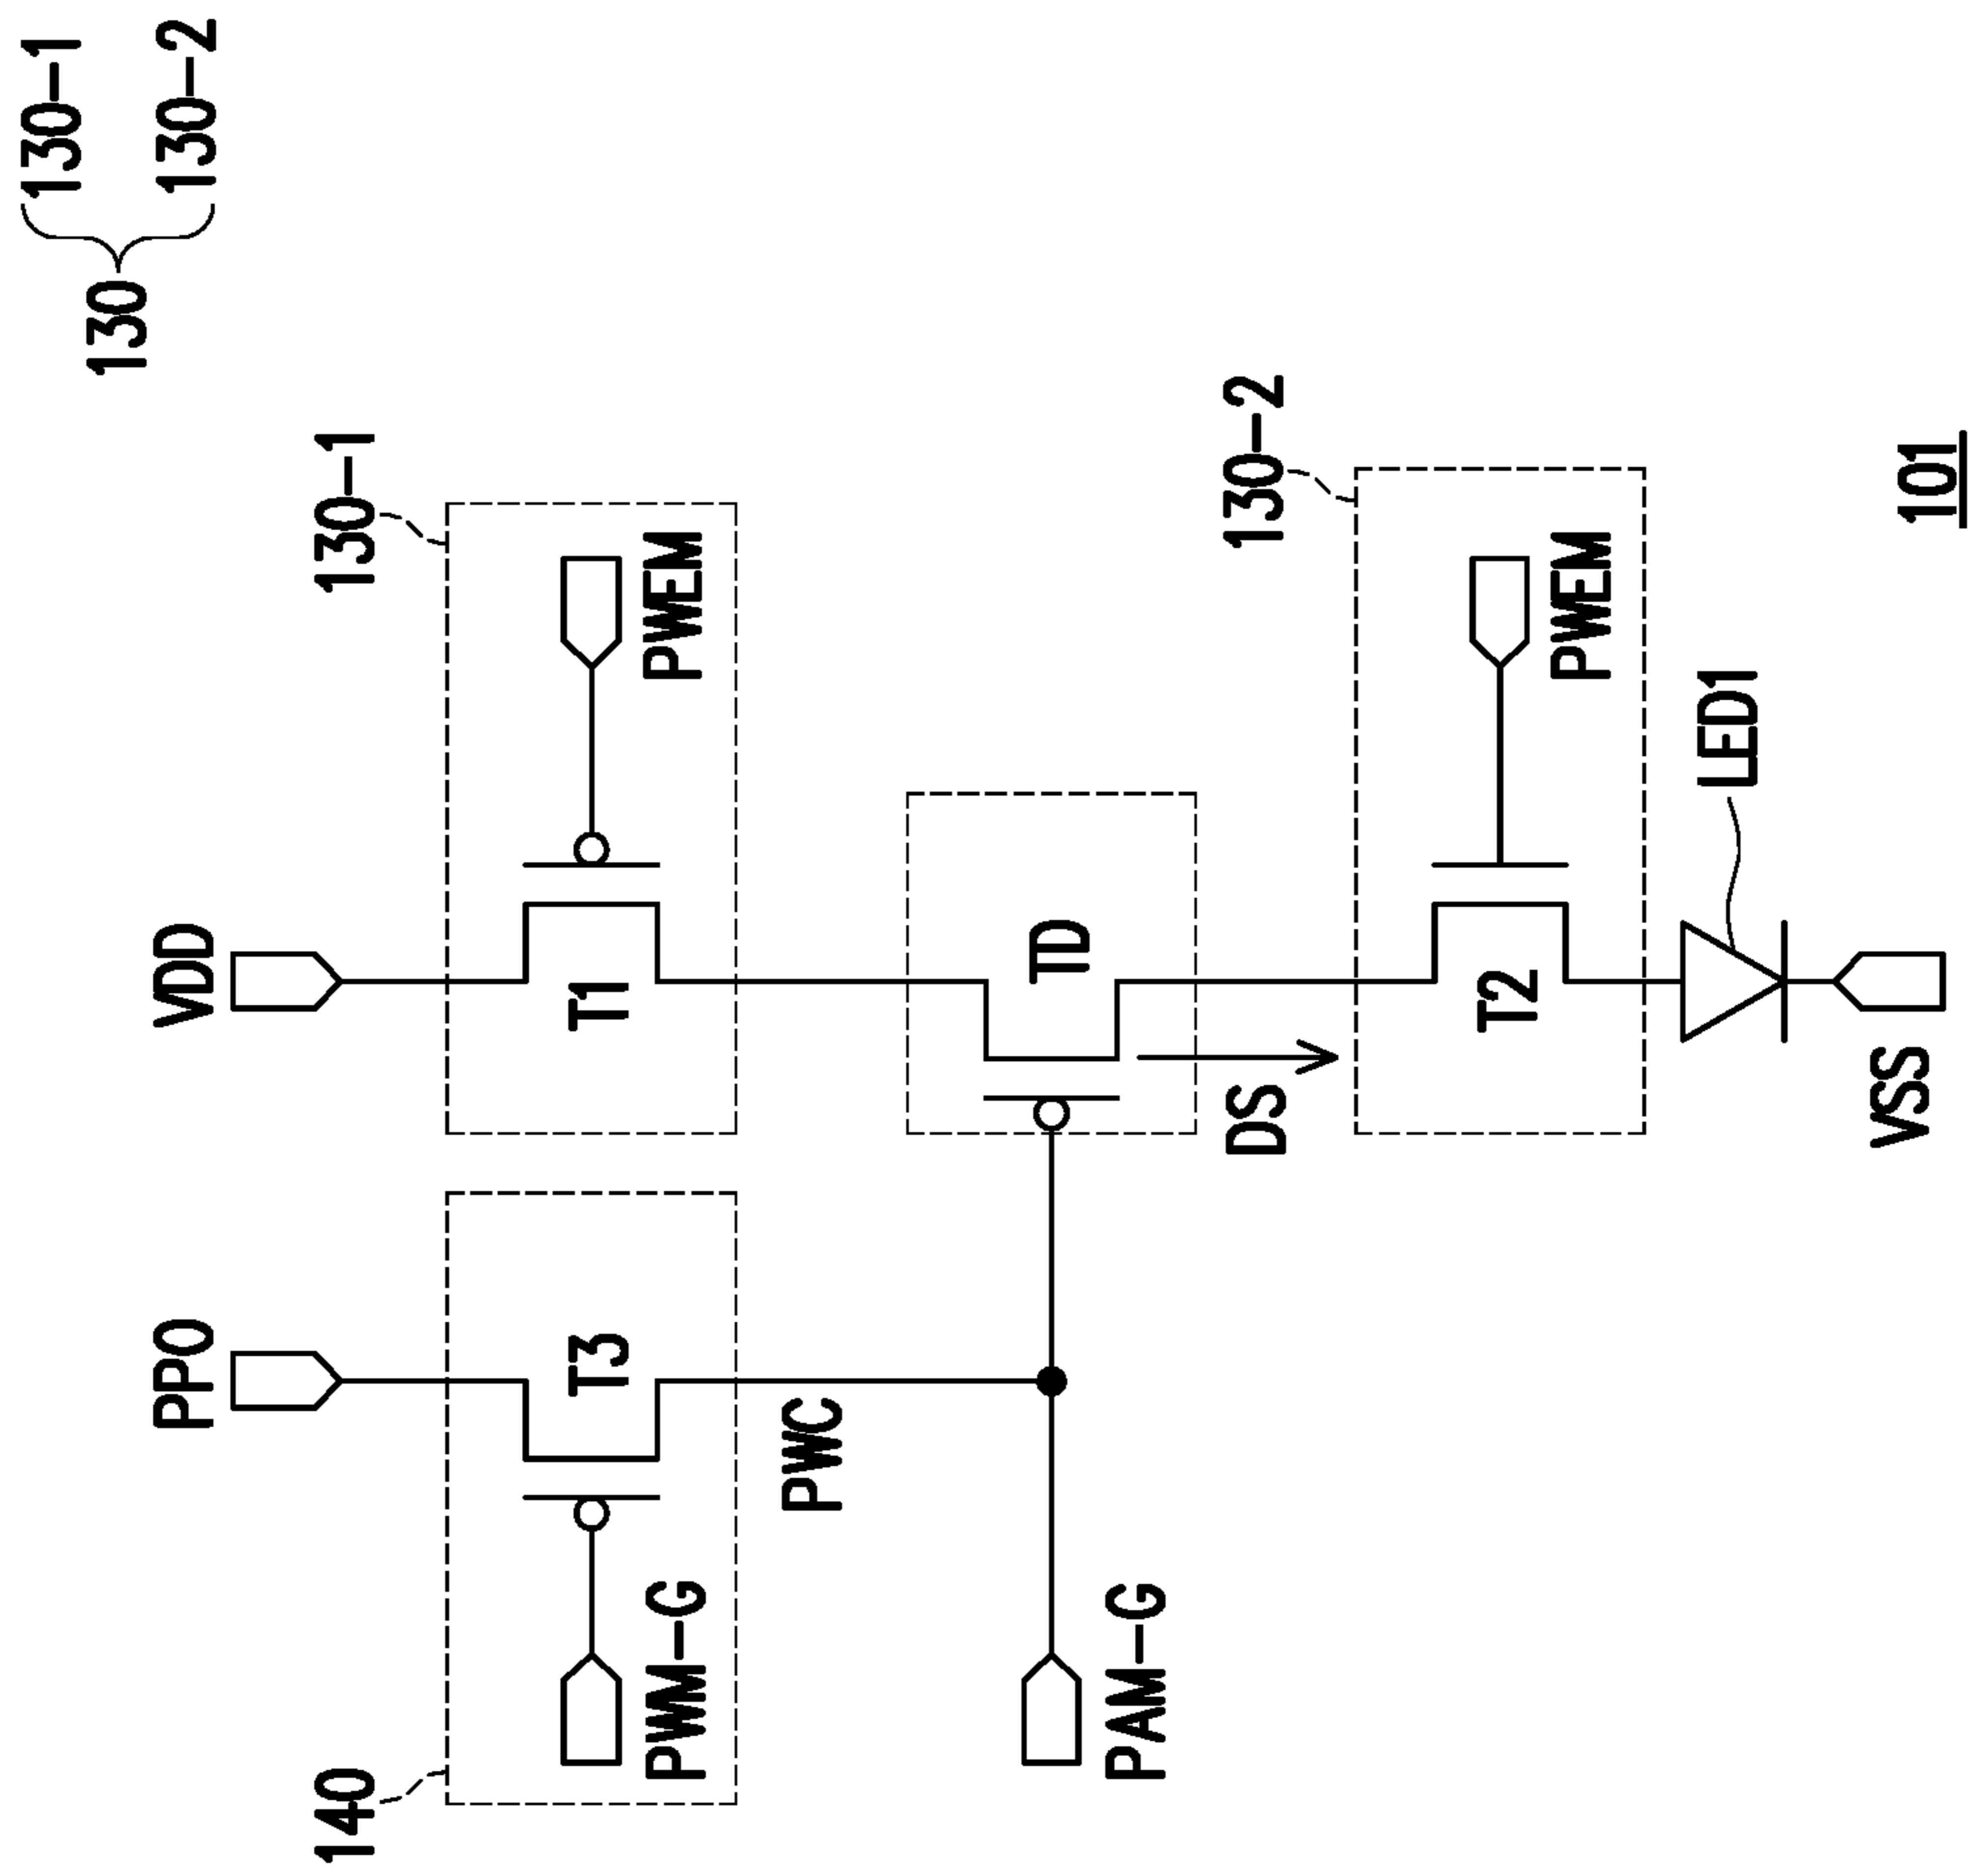 130-1
130
130-2
VDD
PPO
130-1
140
T1
T3
PWEM
PWM-G
PWC
TD
PAM-G
130-2
DS
T2
PWEM
LED1
VSS
101